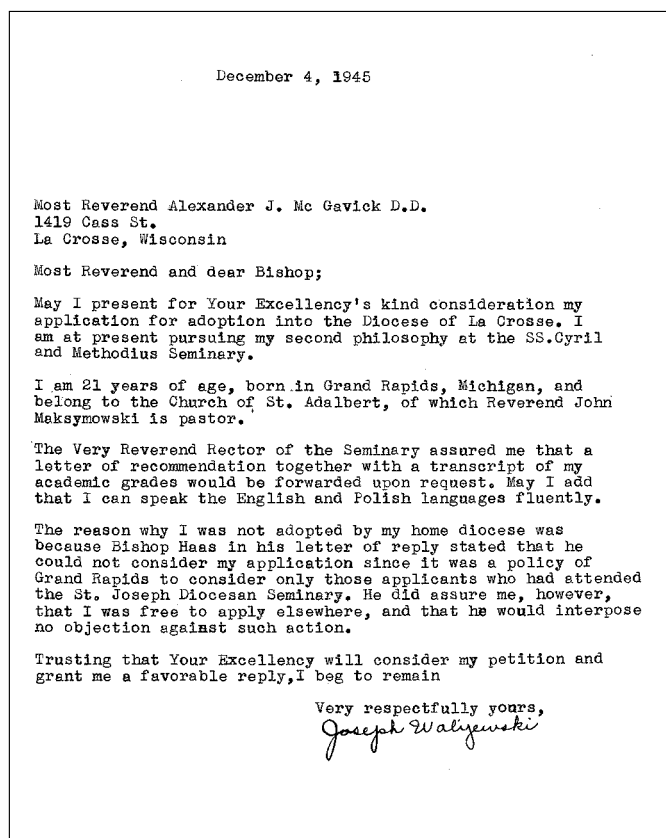 December 4, 1945
Most Reverend Alexander J. Mc Gavick D.D.
1419 Cass St.
La Crosse, Wisconsin
Most Reverend and dear Bishop;
May I present for Your Excellency's kind consideration my
application for adoption into the Diocese of La Crosse. I
am at present pursuing my second philosophy at the SS.Cyril
and Methodius Seminary.
I am 21 years of age, born in Grand Rapids, Michigan, and
belong to the Church of St. Adalbert, of which Reverend John
Maksymowski is pastor.
The Very Reverend Rector of the Seminary assured me that a
letter of recommendation together with a transcript of my
academic grades would be forwarded upon request. May I add
that I can speak the English and Polish languages fluently.
The reason why I was not adopted by my home diocese was
because Bishop Haas in his letter of reply stated that he
could not consider my application since it was a policy of
Grand Rapids to consider only those applicants who had attended
the St. Joseph Diocesan Seminary. He did assure me, however,
that I was free to apply elsewhere, and that he would interpose
no objection against such action.
Trusting that Your Excellency will consider my petition and
grant me a favorable reply,I beg to remain
Very respectfully yours,
Joseph Walijewski